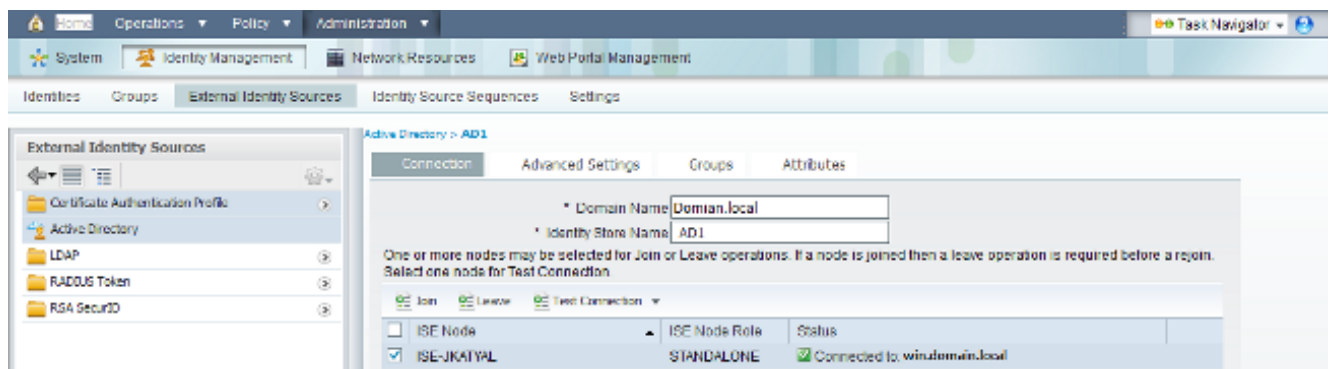 Home Operations Policy Administration Task Navigator
System Identity Management Network Resources Web Portal Management
Identities Groups External Identity Sources Identity Source Sequences Settings
External Identity Sources
Certificate Authentication Profile
Active Directory
LDAP
RADIUS Token
RSA SecurID
Active Directory > AD1
Connection Advanced Settings Groups Attributes
* Domain Name Domian.local
* Identity Store Name AD1
One or more nodes may be selected for Join or Leave operations. If a node is joined then a leave operation is required before a rejoin.
Select one node for Test Connection
Join Leave Test Connection
ISE Node ISE Node Role Status
ISE-JKATYAL STANDALONE Connected to: win.domain.local